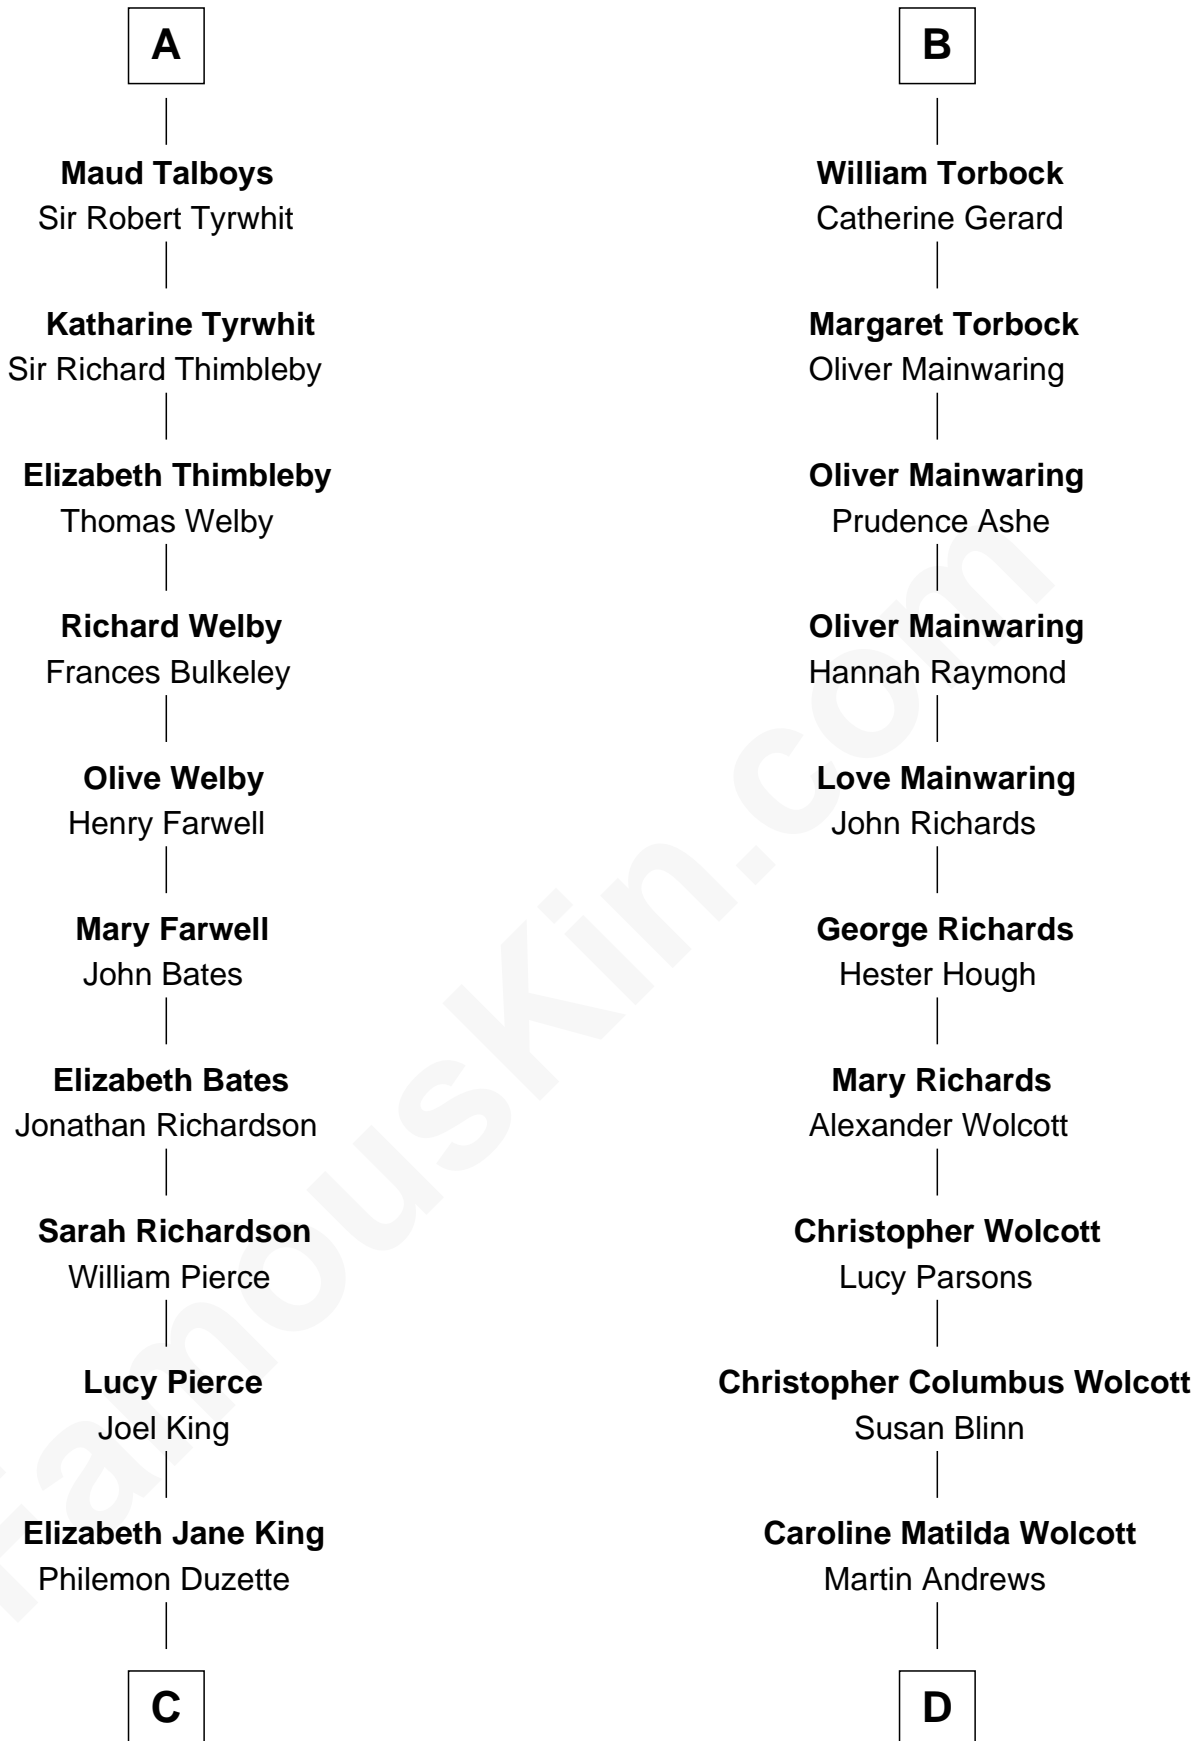 A
Maud Talboys
Sir Robert Tyrwhit
Katharine Tyrwhit
Sir Richard Thimbleby
Elizabeth Thimbleby
Thomas Welby
Richard Welby
Frances Bulkeley
Olive Welby
Henry Farwell
Mary Farwell
John Bates
Elizabeth Bates
Jonathan Richardson
Sarah Richardson
William Pierce
Lucy Pierce
Joel King
Elizabeth Jane King
Philemon Duzette
C
B
William Torbock
Catherine Gerard
Margaret Torbock
Oliver Mainwaring
Oliver Mainwaring
Prudence Ashe
Oliver Mainwaring
Hannah Raymond
Love Mainwaring
John Richards
George Richards
Hester Hough
Mary Richards
Alexander Wolcott
Christopher Wolcott
Lucy Parsons
Christopher Columbus Wolcott
Susan Blinn
Caroline Matilda Wolcott
Martin Andrews
D
FamousKin.com